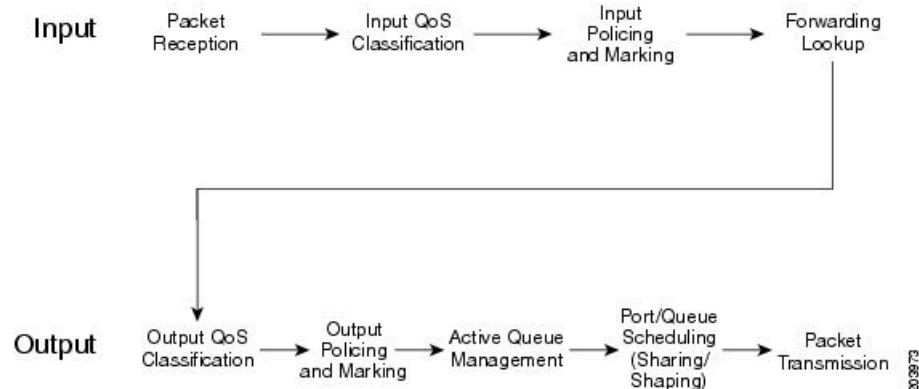 Input
Packet
Reception
Input QoS
Classification
Input
Policing
and Marking
Forwarding
Lookup
Output
Output QoS
Classification
Output
Policing
and Marking
Active Queue
Management
Port/Queue
Scheduling
(Sharing/
Shaping)
Packet
Transmission
203973